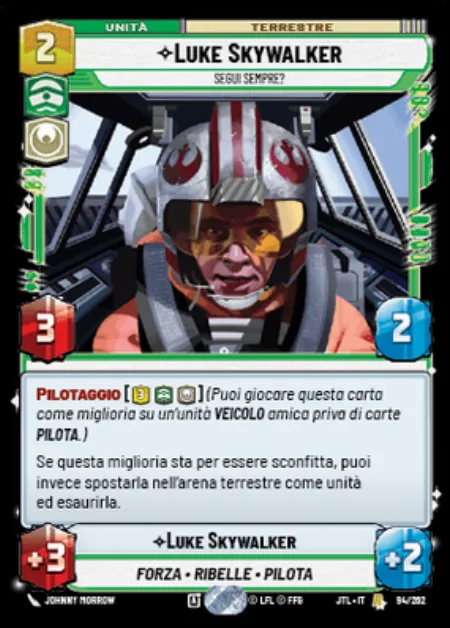 UNITÀ TERRESTRE
2 LUKE SKYWALKER
SEGUI SEMPRE?
3 2
PILOTAGGIO [3] (Puoi giocare questa carta
come miglioria su un'unità VEICOLO amica priva di carte
PILOTA.)
Se questa miglioria sta per essere sconfitta, puoi
invece spostarla nell'arena terrestre come unità
ed esaurirla.
+3 LUKE SKYWALKER +2
FORZA • RIBELLE • PILOTA
JOHNNY MORROW © LFL © FFG JTL • IT 94/262